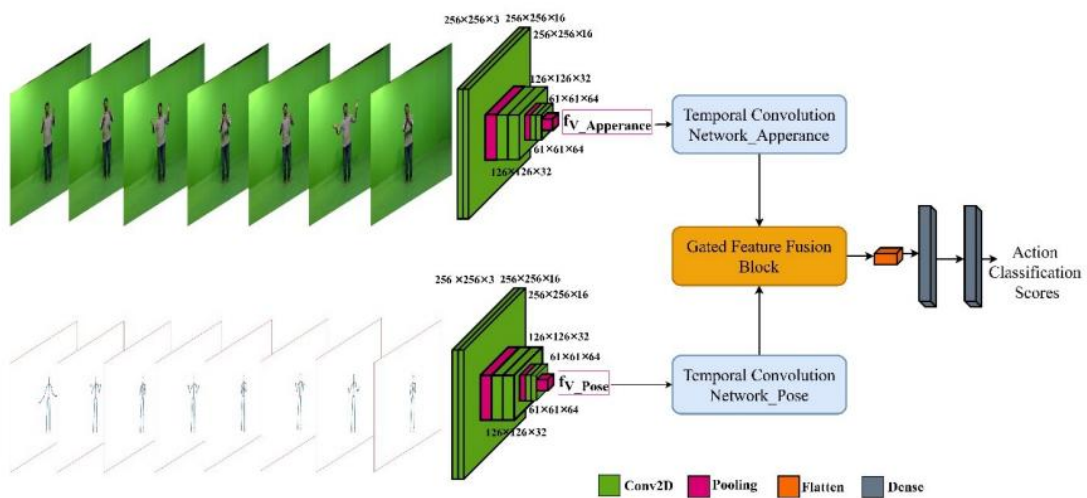 256×256×3 256×256×16
256×256×16
126×126×32
61×61×64
fV_Apperance
61×61×64
126×126×32
Temporal Convolution
Network_Apperance
Gated Feature Fusion
Block
Action
Classification
Scores
256 ×256×3 256×256×16
256×256×16
126×126×32
61×61×64
fV_Pose
61×61×64
126×126×32
Temporal Convolution
Network_Pose
Conv2D Pooling Flatten Dense